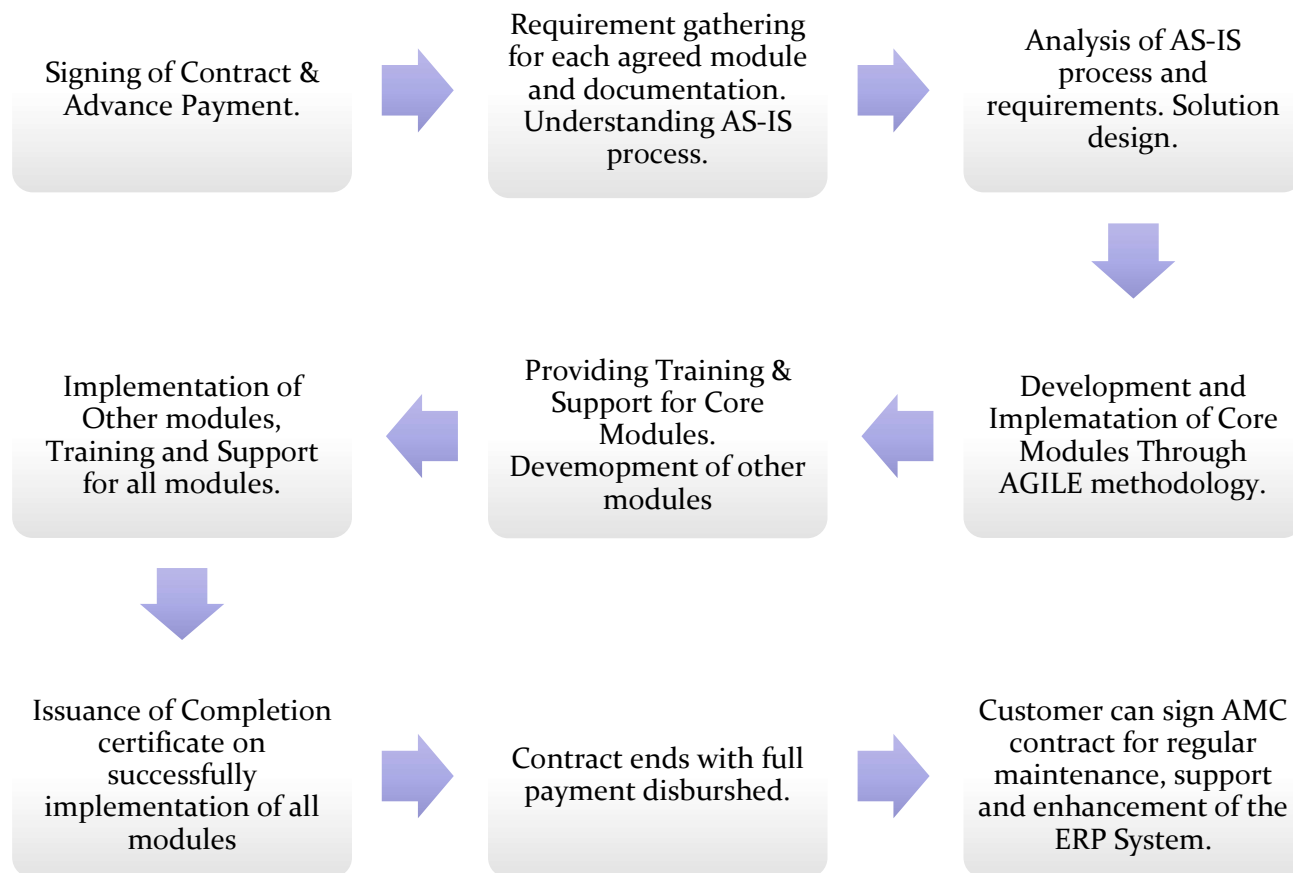 Signing of Contract &
Advance Payment.
Requirement gathering
for each agreed module
and documentation.
Understanding AS-IS
process.
Analysis of AS-IS
process and
requirements. Solution
design.
Development and
Implematation of Core
Modules Through
AGILE methodology.
Providing Training &
Support for Core
Modules.
Devemopment of other
modules
Implementation of
Other modules,
Training and Support
for all modules.
Issuance of Completion
certificate on
successfully
implementation of all
modules
Contract ends with full
payment disburshed.
Customer can sign AMC
contract for regular
maintenance, support
and enhancement of the
ERP System.